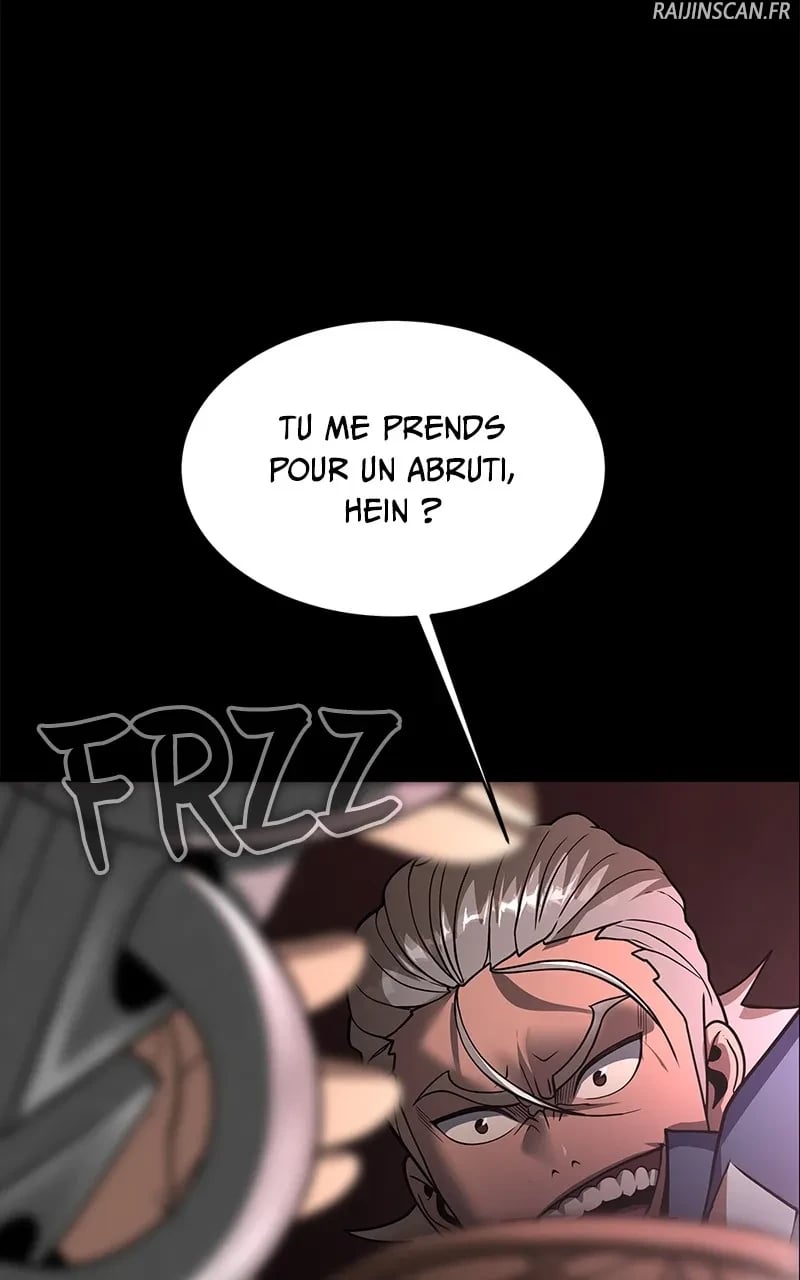 RAIJINSCAN.FR
TU ME PRENDS
POUR UN ABRUTI,
HEIN ?
FRZZ